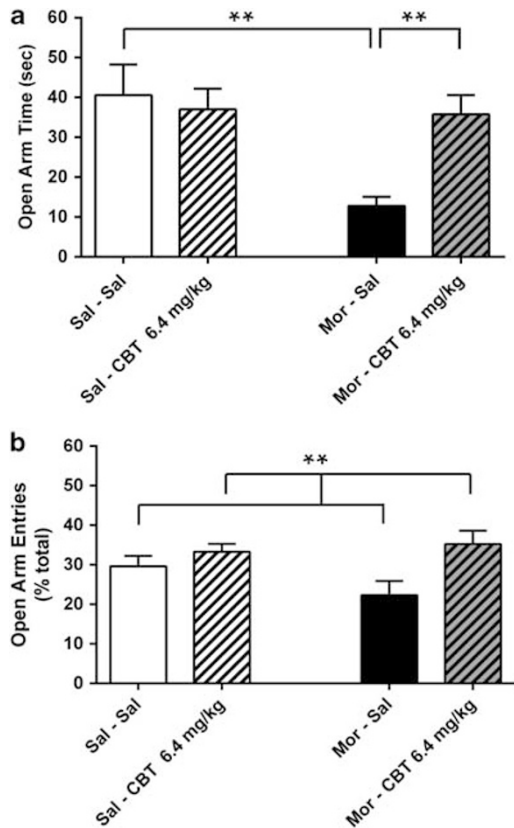 a
**
**
60
50
40
30
20
10
0
Open Arm Time (sec)
Sal - Sal
Sal - CBT 6.4 mg/kg
Mor - Sal
Mor - CBT 6.4 mg/kg
b
**
60
50
40
30
20
10
0
Open Arm Entries
(% total)
Sal - Sal
Sal - CBT 6.4 mg/kg
Mor - Sal
Mor - CBT 6.4 mg/kg